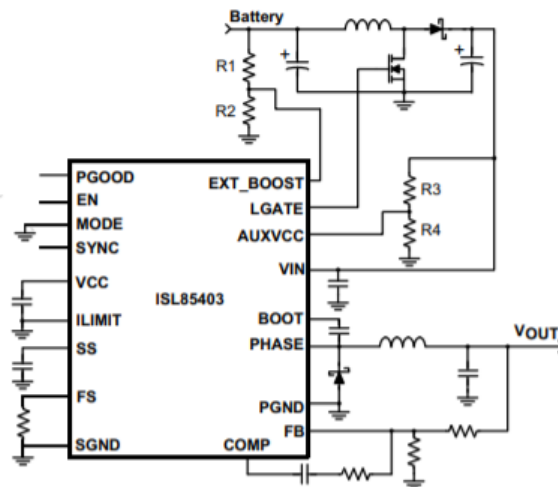 Battery
R1
R2
PGOOD
EN
MODE
SYNC
VCC
ILIMIT
SS
FS
SGND
ISL85403
EXT_BOOST
LGATE
AUXVCC
VIN
BOOT
PHASE
PGND
FB
COMP
R3
R4
VOUT
+
+